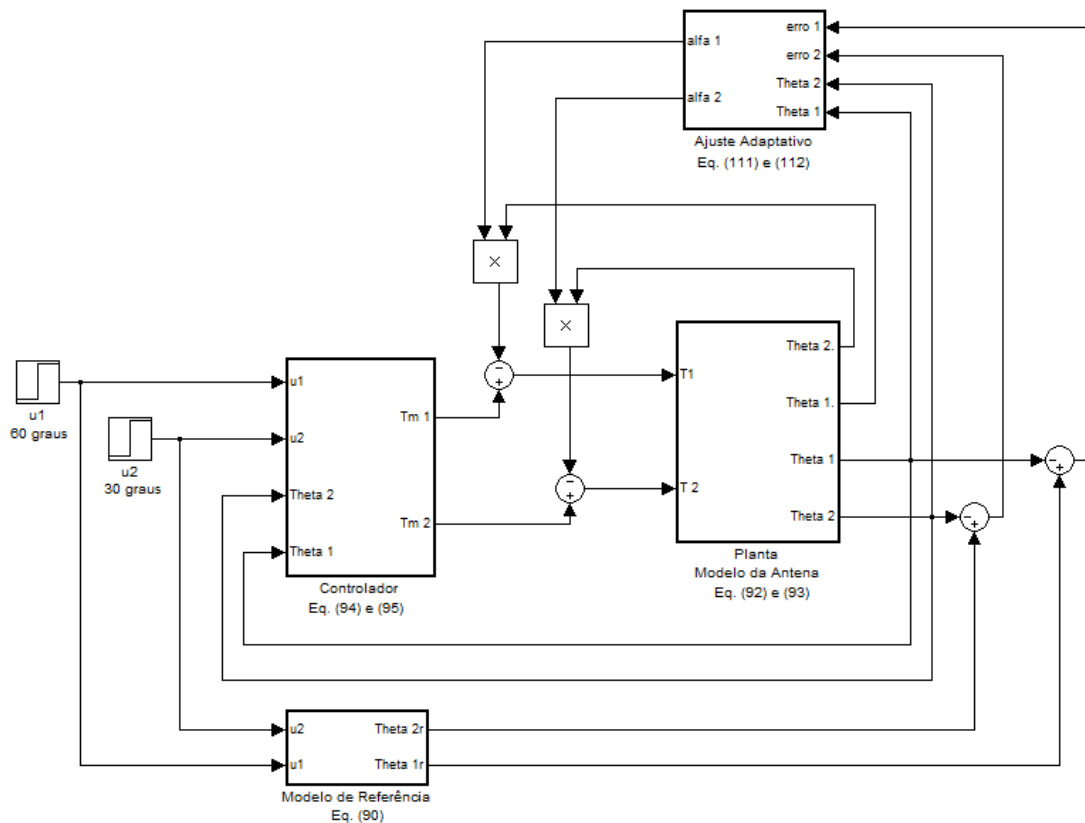 alfa 1
alfa 2
erro 1
erro 2
Theta 2
Theta 1
Ajuste Adaptativo
Eq. (111) e (112)
×
×
u1
60 graus
u2
30 graus
u1
u2
Theta 2
Theta 1
Tm 1
Tm 2
Controlador
Eq. (94) e (95)
T1
T 2
Theta 2.
Theta 1.
Theta 1
Theta 2
Planta
Modelo da Antena
Eq. (92) e (93)
u2
u1
Theta 2r
Theta 1r
Modelo de Referência
Eq. (90)